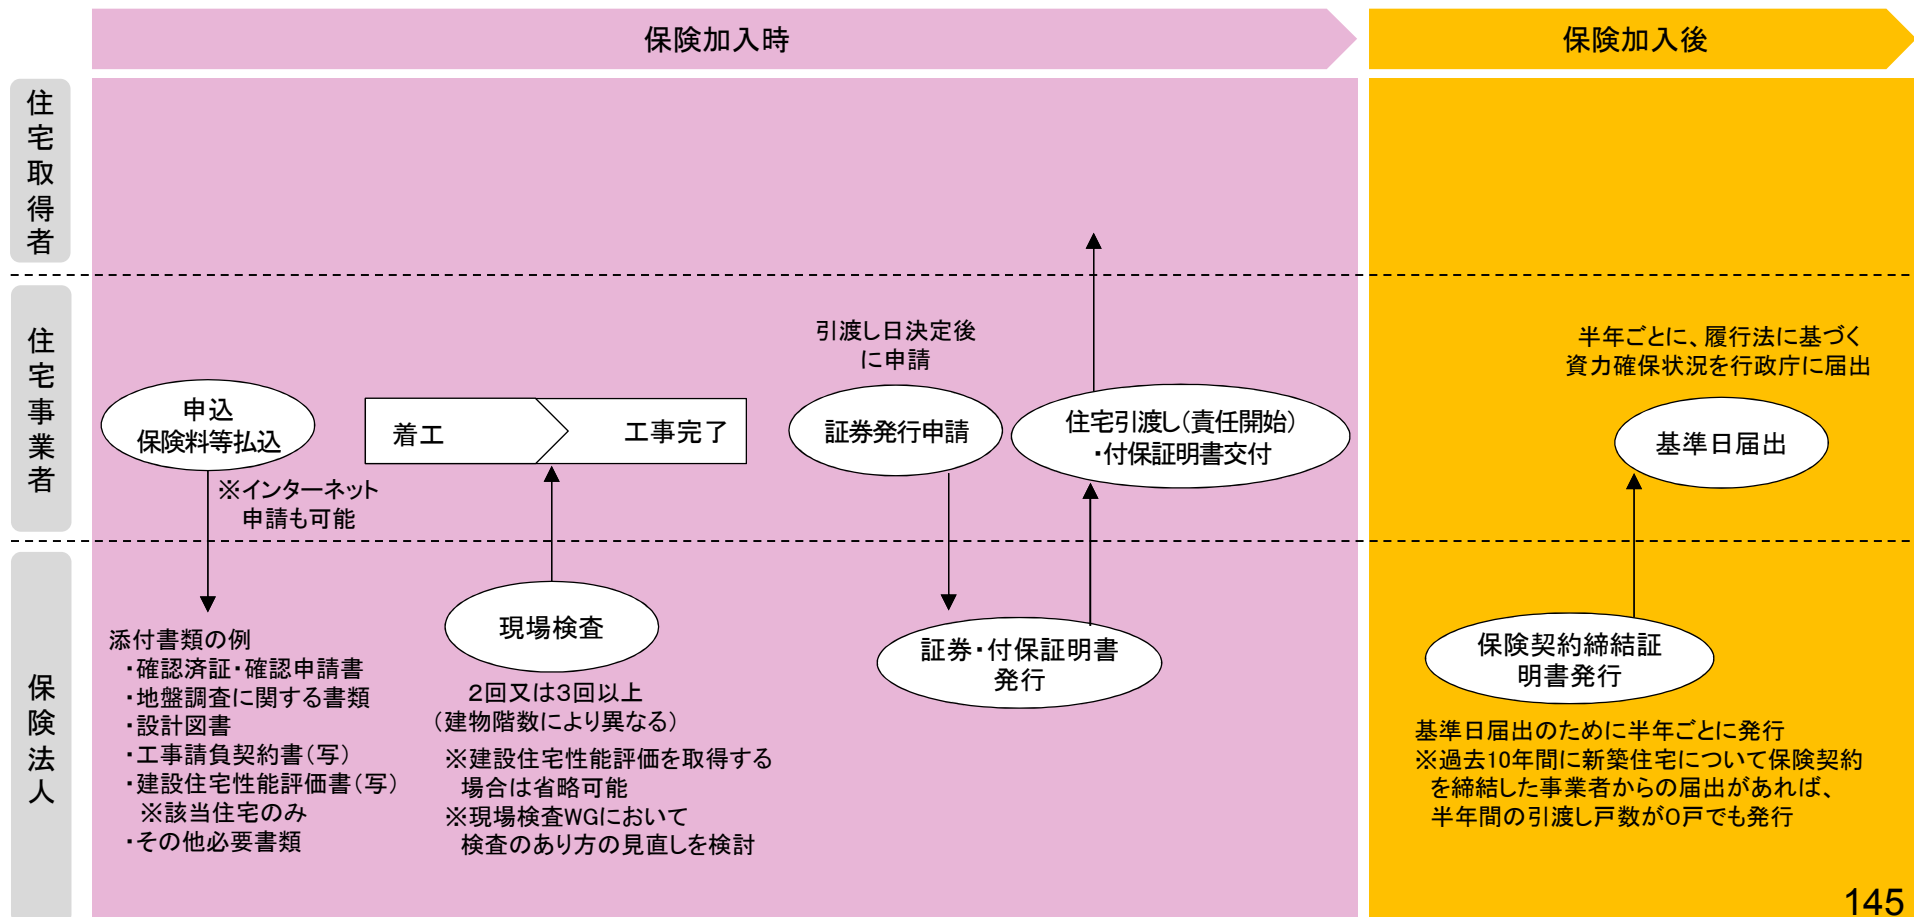 保険加入時
保険加入後
住宅取得者
住宅事業者
引渡し日決定後
に申請
半年ごとに、履行法に基づく
資力確保状況を行政庁に届出
申込
保険料等払込
着工
工事完了
証券発行申請
住宅引渡し(責任開始)
・付保証明書交付
基準日届出
※インターネット
申請も可能
保険法人
現場検査
証券・付保証明書
発行
保険契約締結証
明書発行
添付書類の例
・確認済証・確認申請書
・地盤調査に関する書類
・設計図書
・工事請負契約書(写)
・建設住宅性能評価書(写)
※該当住宅のみ
・その他必要書類
2回又は3回以上
(建物階数により異なる)
※建設住宅性能評価を取得する
場合は省略可能
※現場検査WGにおいて
検査のあり方の見直しを検討
基準日届出のために半年ごとに発行
※過去10年間に新築住宅について保険契約
を締結した事業者からの届出があれば、
半年間の引渡し戸数が0戸でも発行
145